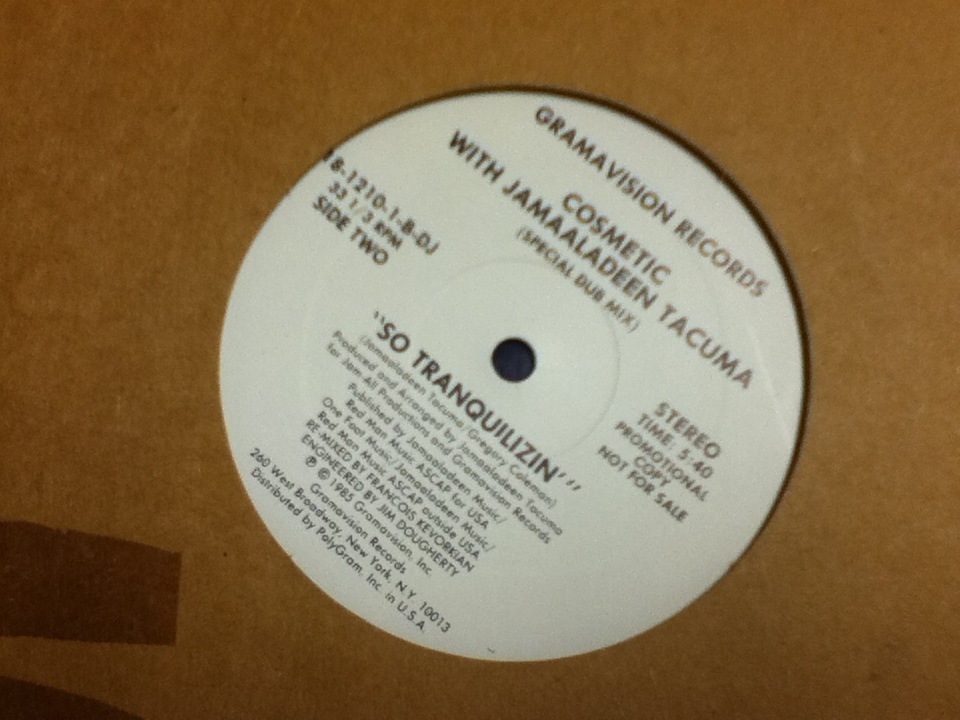 GRAMAVISION RECORDS
COSMETIC
WITH JAMAALADEEN TACUMA
(SPECIAL DUB MIX)
18-1210-1-B-DJ
33 1/3 RPM
SIDE TWO
STEREO
TIME: 5:40
PROMOTIONAL
COPY
NOT FOR SALE
"SO TRANQUILIZIN'"
(Jamaaladeen Tacuma/Gregory Coleman)
Produced and Arranged by Jamaaladeen Tacuma
for Jam-All Productions and Gramavision Records
Published by Jamaaladeen Music/
Red Man Music ASCAP for USA
One Foot Music/Jamaaladeen Music/
Red Man Music ASCAP outside USA
RE-MIXED BY FRANCOIS KEVORKIAN
ENGINEERED BY JIM DOUGHERTY
℗ © 1985 Gramavision, Inc.
Gramavision Records
260 West Broadway, New York, N.Y. 10013
Distributed by PolyGram, Inc. in U.S.A.